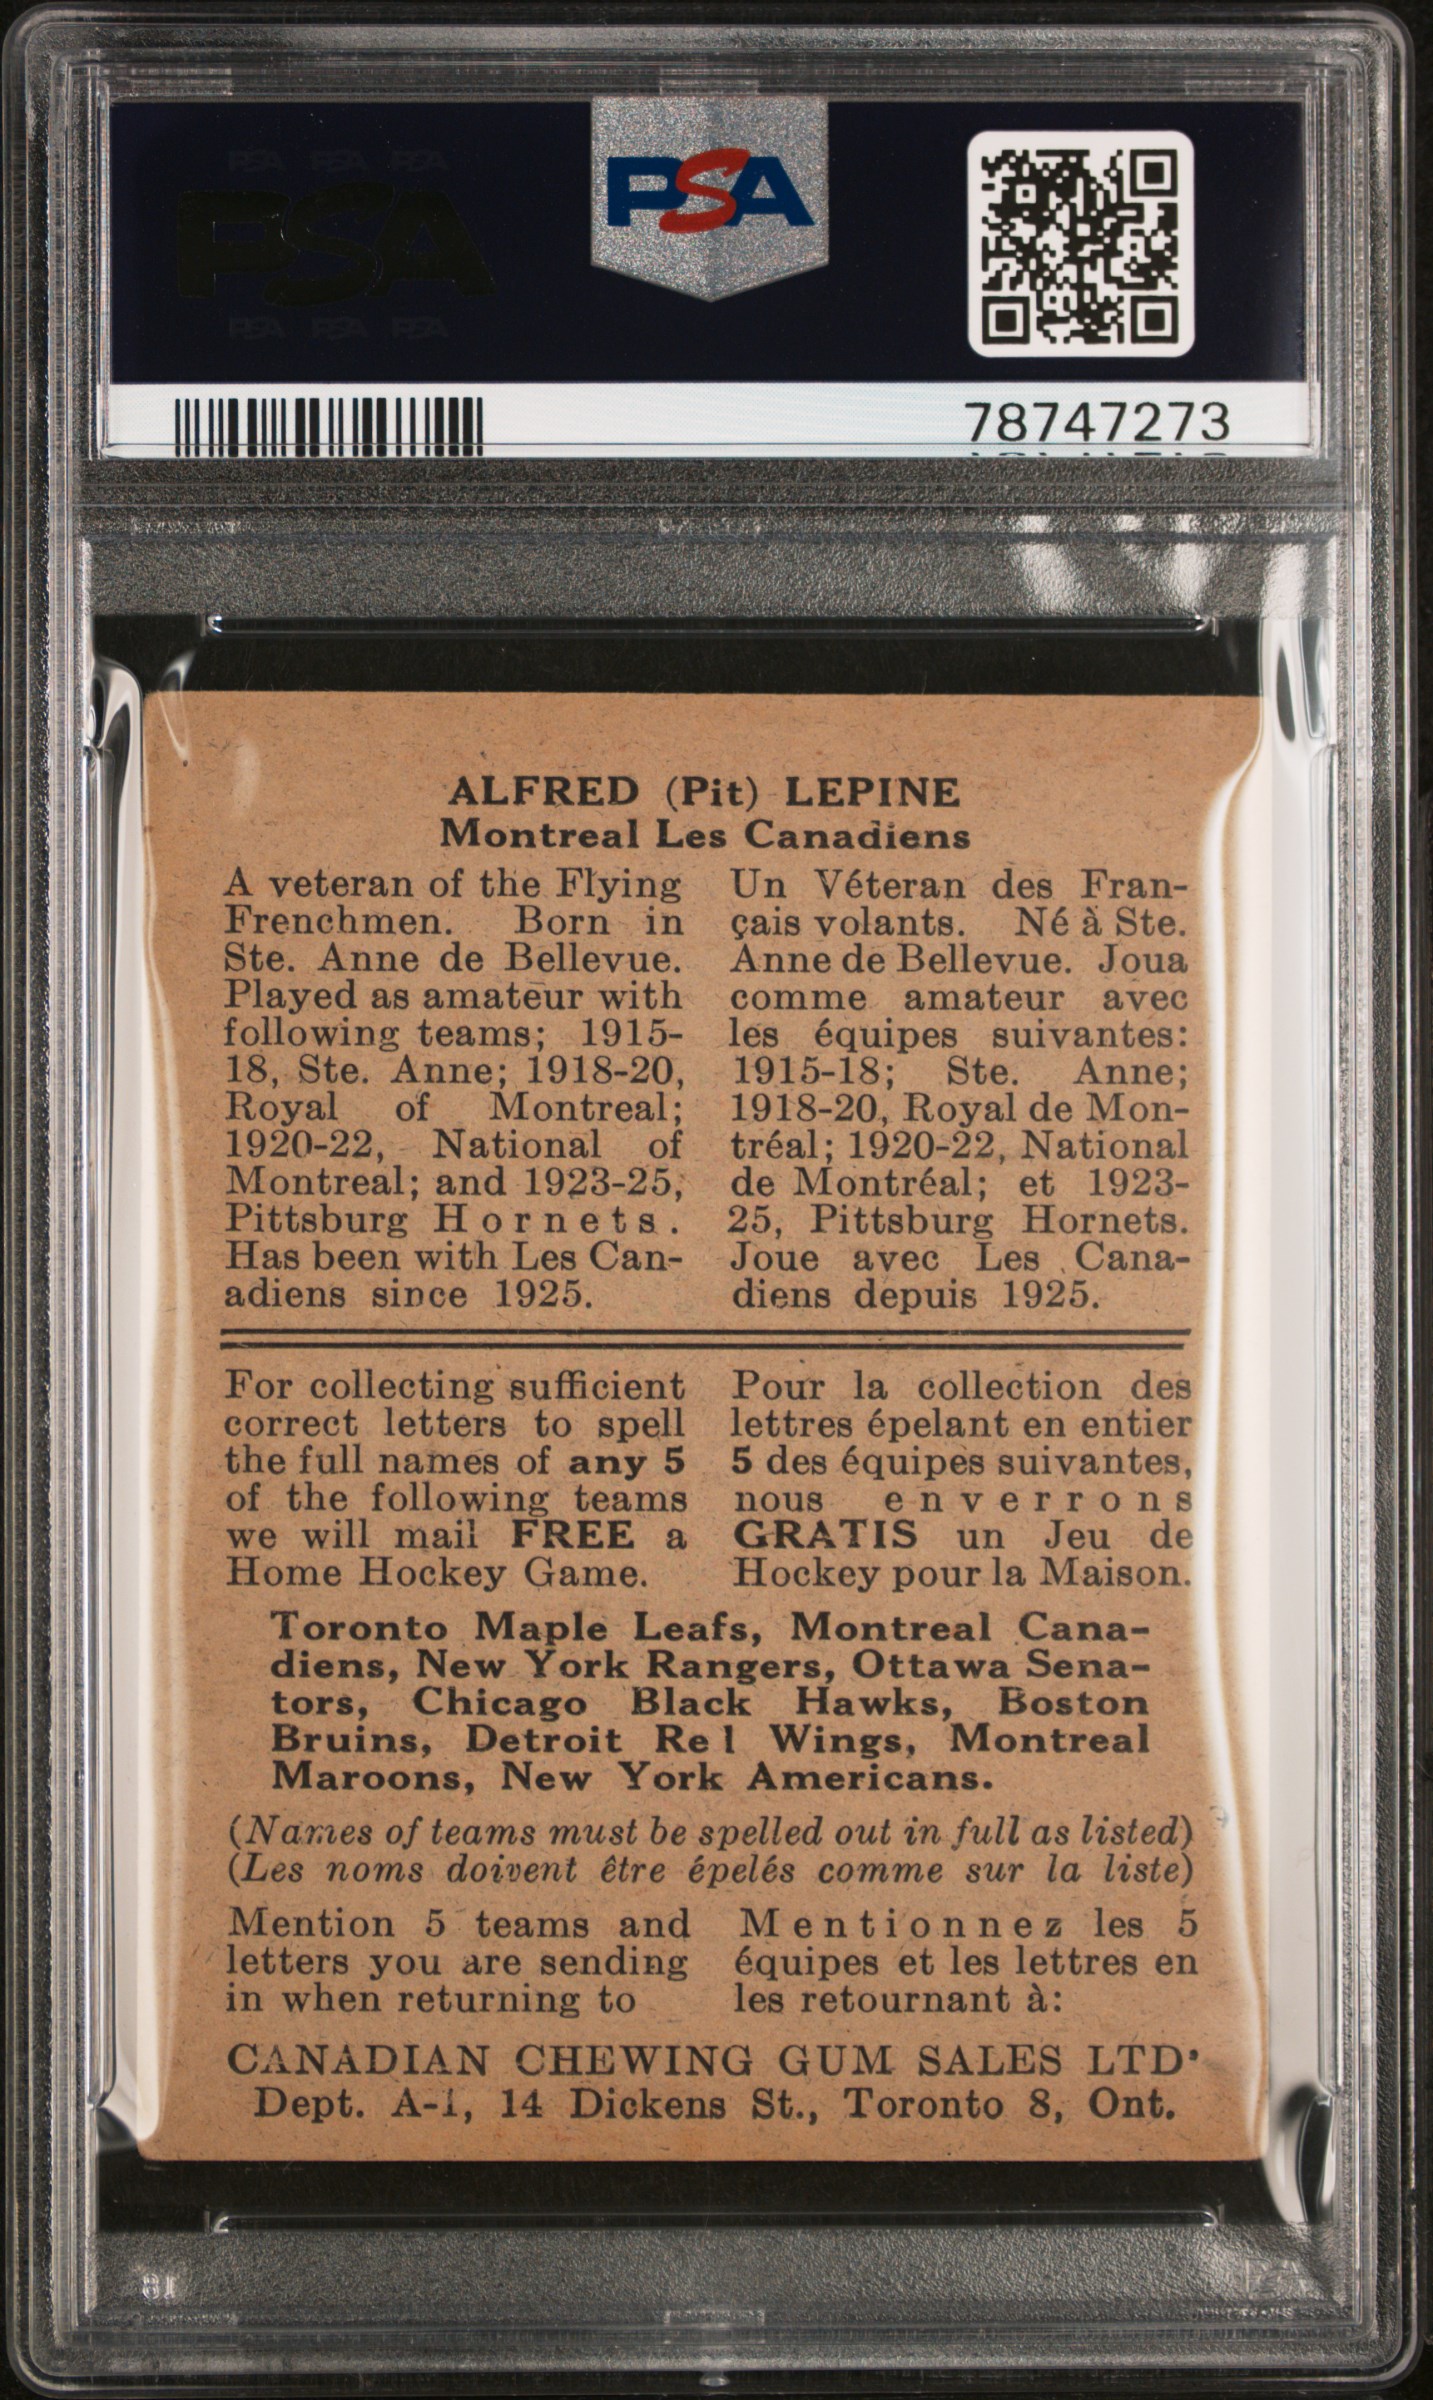 PSA
78747273
ALFRED (Pit) LEPINE
Montreal Les Canadiens
A veteran of the Flying
Frenchmen. Born in
Ste. Anne de Bellevue.
Played as amateur with
following teams; 1915-
18, Ste. Anne; 1918-20,
Royal of Montreal;
1920-22, National of
Montreal; and 1923-25,
Pittsburg Hornets.
Has been with Les Can-
adiens since 1925.
Un Véteran des Fran-
çais volants. Né à Ste.
Anne de Bellevue. Joua
comme amateur avec
les équipes suivantes:
1915-18; Ste. Anne;
1918-20, Royal de Mon-
tréal; 1920-22, National
de Montréal; et 1923-
25, Pittsburg Hornets.
Joue avec Les Cana-
diens depuis 1925.
For collecting sufficient
correct letters to spell
the full names of any 5
of the following teams
we will mail FREE a
Home Hockey Game.
Pour la collection des
lettres épelant en entier
5 des équipes suivantes,
nous enverrons
GRATIS un Jeu de
Hockey pour la Maison.
Toronto Maple Leafs, Montreal Cana-
diens, New York Rangers, Ottawa Sena-
tors, Chicago Black Hawks, Boston
Bruins, Detroit Re l Wings, Montreal
Maroons, New York Americans.
(Names of teams must be spelled out in full as listed)
(Les noms doivent être épelés comme sur la liste)
Mention 5 teams and
letters you are sending
in when returning to
Mentionnez les 5
équipes et les lettres en
les retournant à:
CANADIAN CHEWING GUM SALES LTD.
Dept. A-1, 14 Dickens St., Toronto 8, Ont.